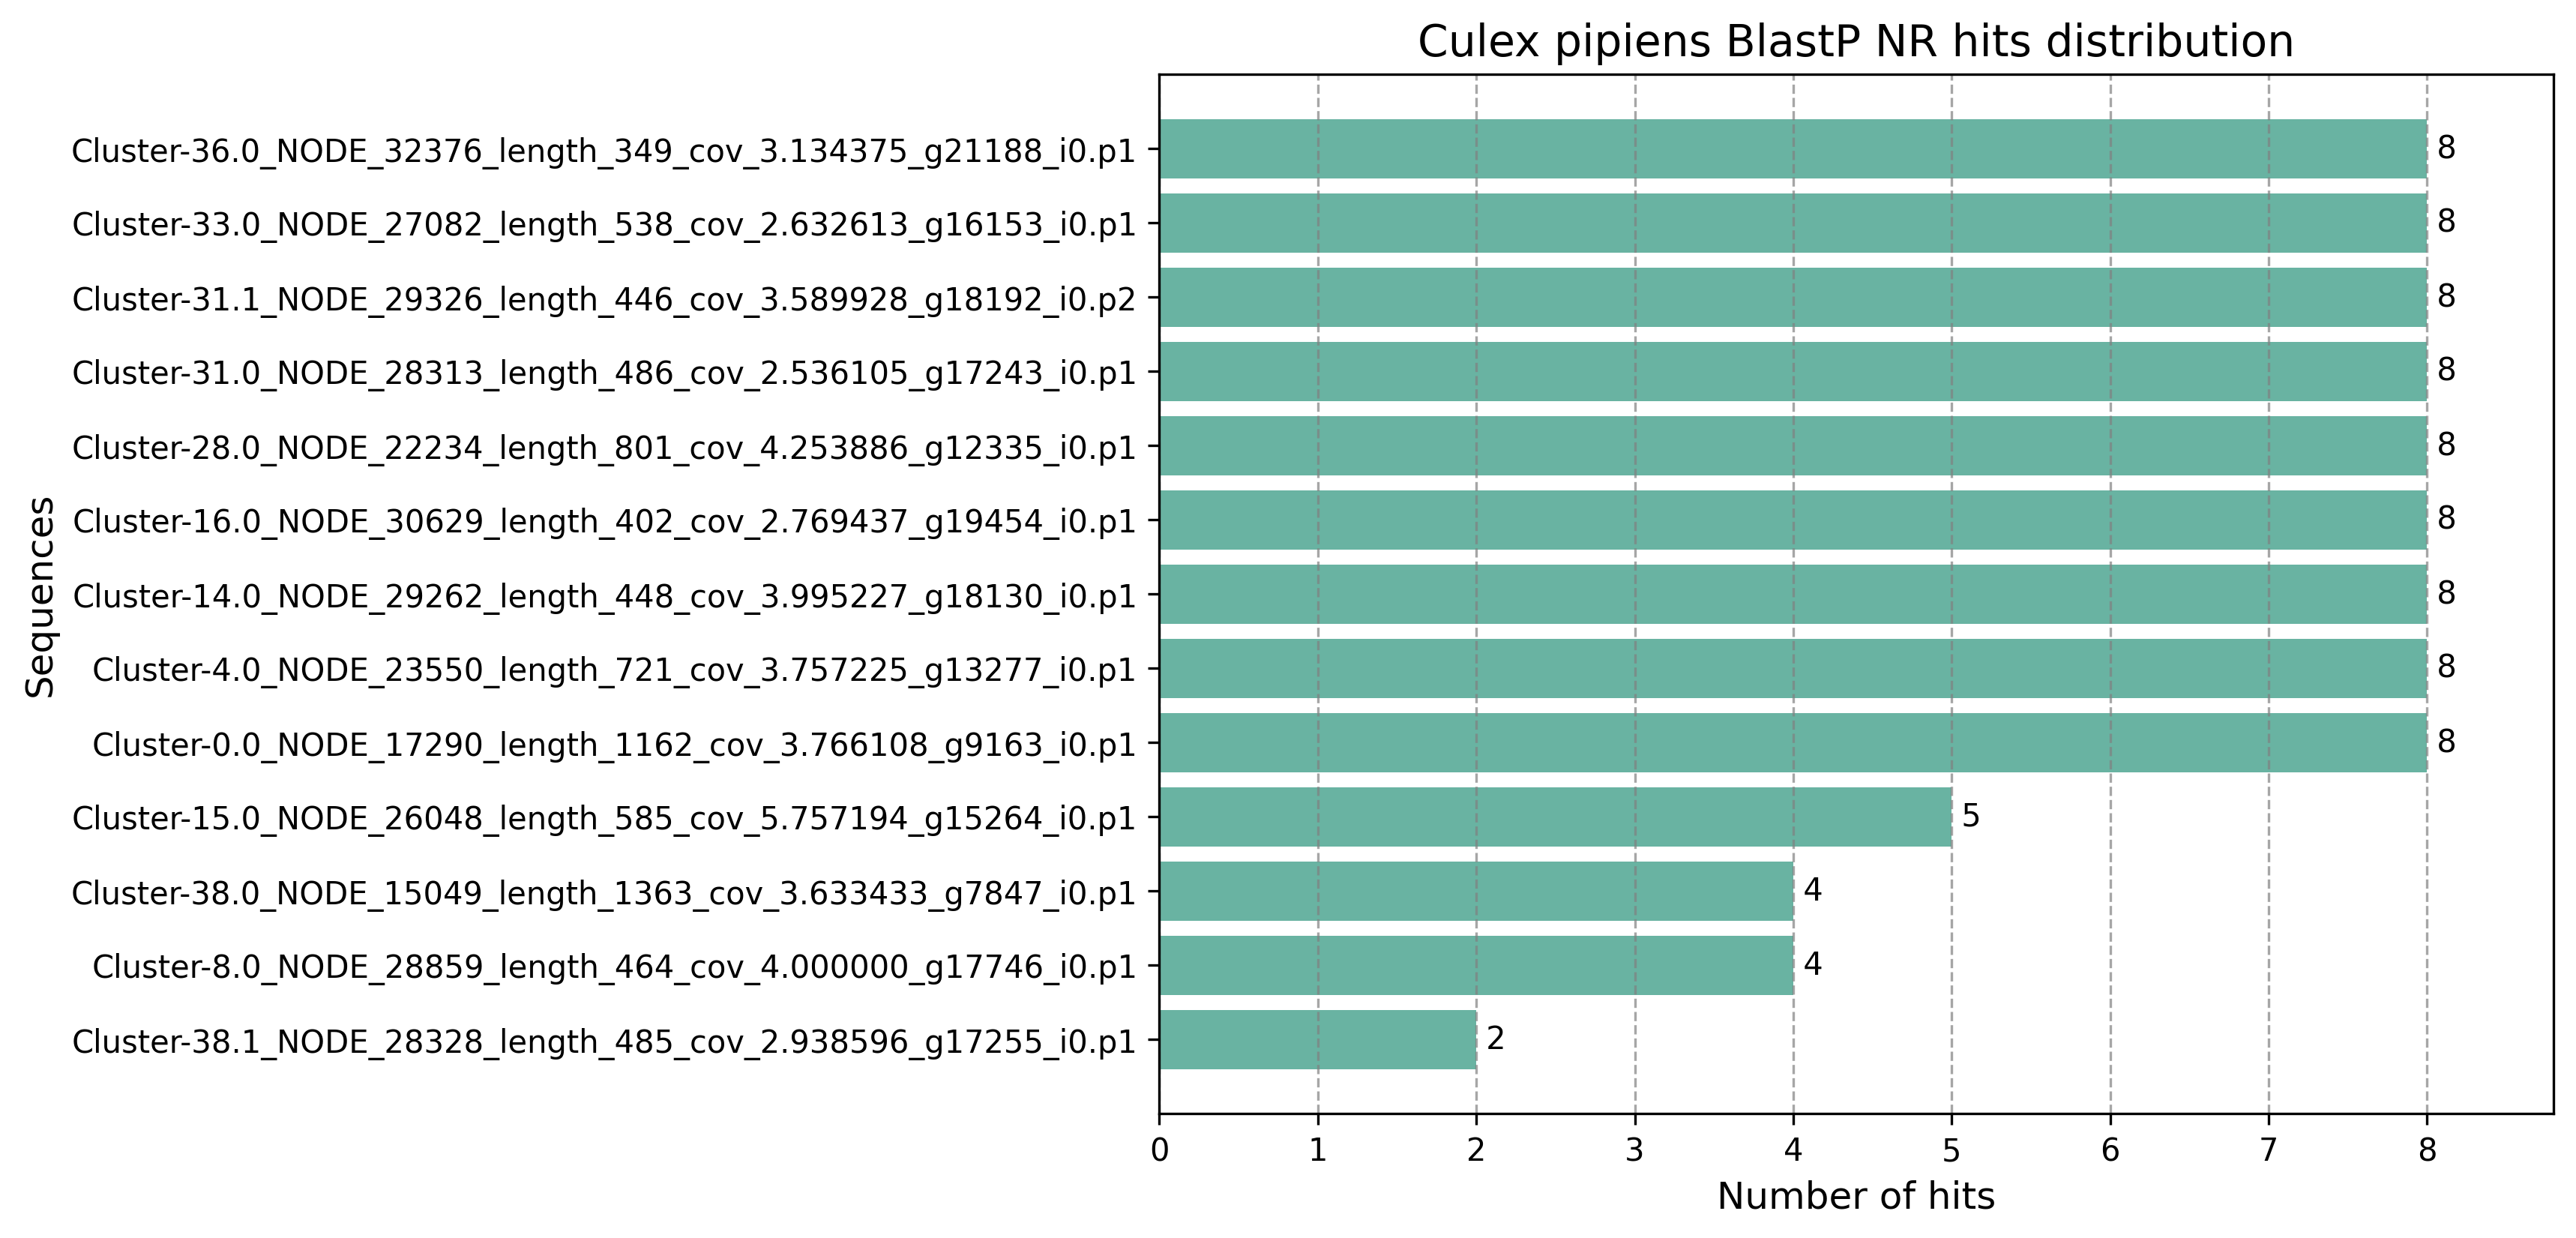 Culex pipiens BlastP NR hits distribution
Sequences
Cluster-36.0_NODE_32376_length_349_cov_3.134375_g21188_i0.p1 8
Cluster-33.0_NODE_27082_length_538_cov_2.632613_g16153_i0.p1 8
Cluster-31.1_NODE_29326_length_446_cov_3.589928_g18192_i0.p2 8
Cluster-31.0_NODE_28313_length_486_cov_2.536105_g17243_i0.p1 8
Cluster-28.0_NODE_22234_length_801_cov_4.253886_g12335_i0.p1 8
Cluster-16.0_NODE_30629_length_402_cov_2.769437_g19454_i0.p1 8
Cluster-14.0_NODE_29262_length_448_cov_3.995227_g18130_i0.p1 8
Cluster-4.0_NODE_23550_length_721_cov_3.757225_g13277_i0.p1 8
Cluster-0.0_NODE_17290_length_1162_cov_3.766108_g9163_i0.p1 8
Cluster-15.0_NODE_26048_length_585_cov_5.757194_g15264_i0.p1 5
Cluster-38.0_NODE_15049_length_1363_cov_3.633433_g7847_i0.p1 4
Cluster-8.0_NODE_28859_length_464_cov_4.000000_g17746_i0.p1 4
Cluster-38.1_NODE_28328_length_485_cov_2.938596_g17255_i0.p1 2
0 1 2 3 4 5 6 7 8
Number of hits